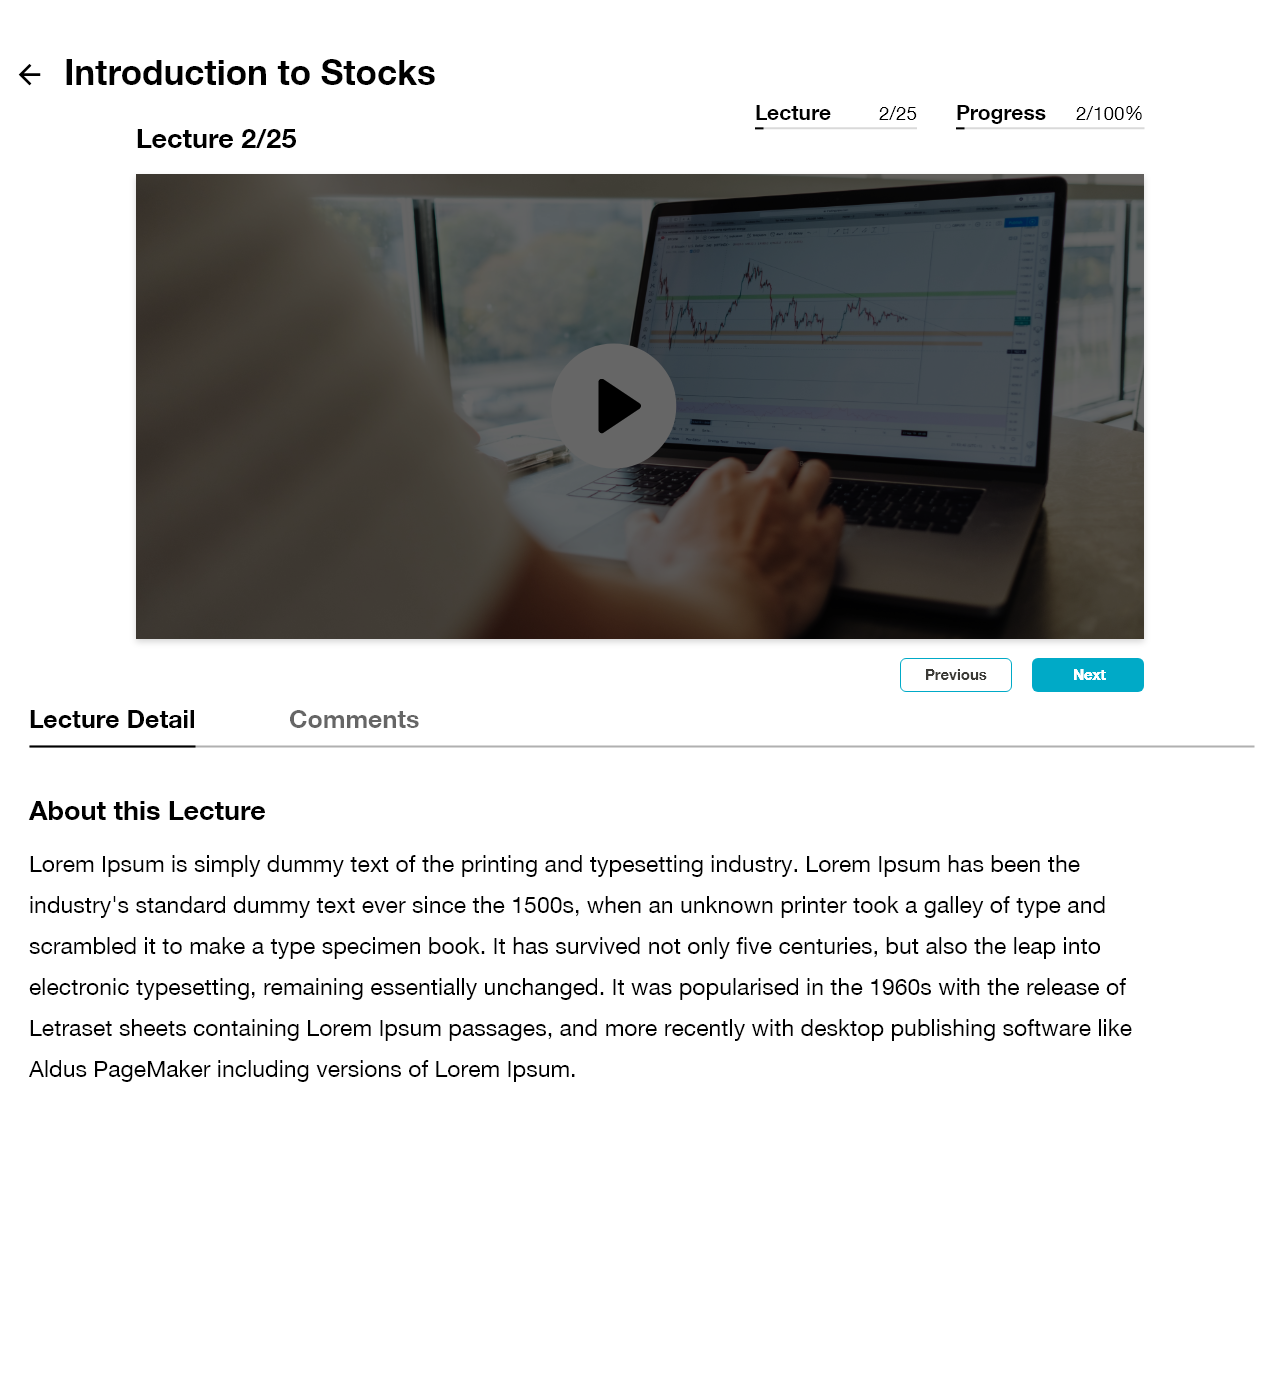 Introduction to Stocks
Lecture 2/25
Progress 2/100%
Lecture 2/25
Previous
Next
Lecture Detail
Comments
About this Lecture
Lorem Ipsum is simply dummy text of the printing and typesetting industry. Lorem Ipsum has been the
industry's standard dummy text ever since the 1500s, when an unknown printer took a galley of type and
scrambled it to make a type specimen book. It has survived not only five centuries, but also the leap into
electronic typesetting, remaining essentially unchanged. It was popularised in the 1960s with the release of
Letraset sheets containing Lorem Ipsum passages, and more recently with desktop publishing software like
Aldus PageMaker including versions of Lorem Ipsum.